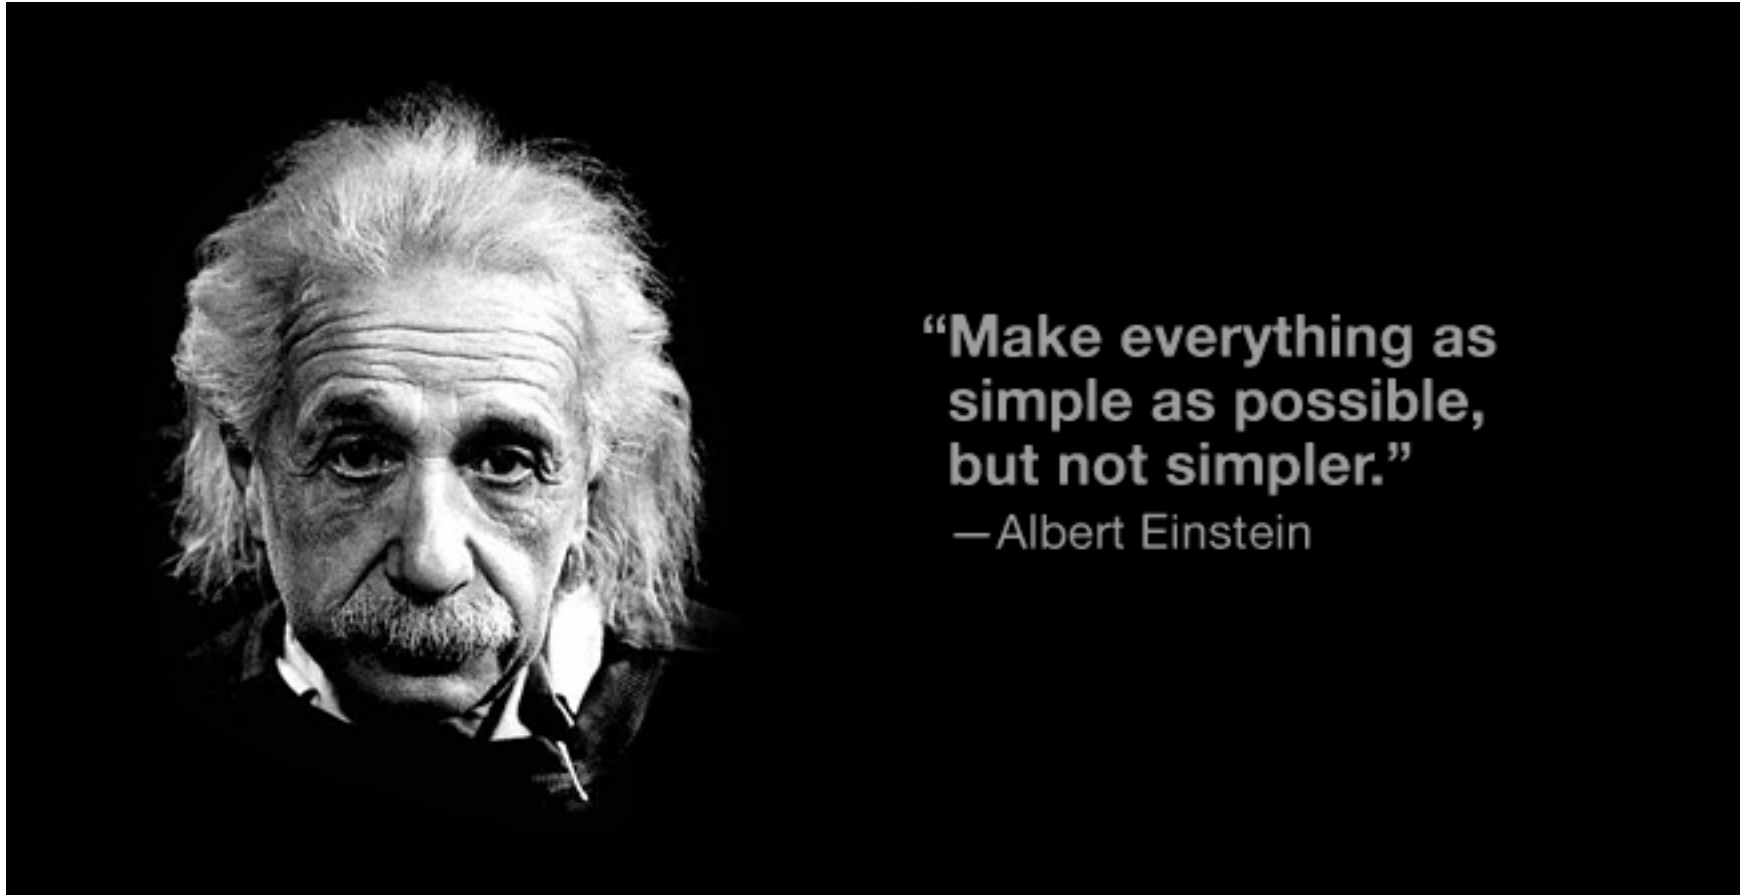 “Make everything as
simple as possible,
but not simpler.”
—Albert Einstein